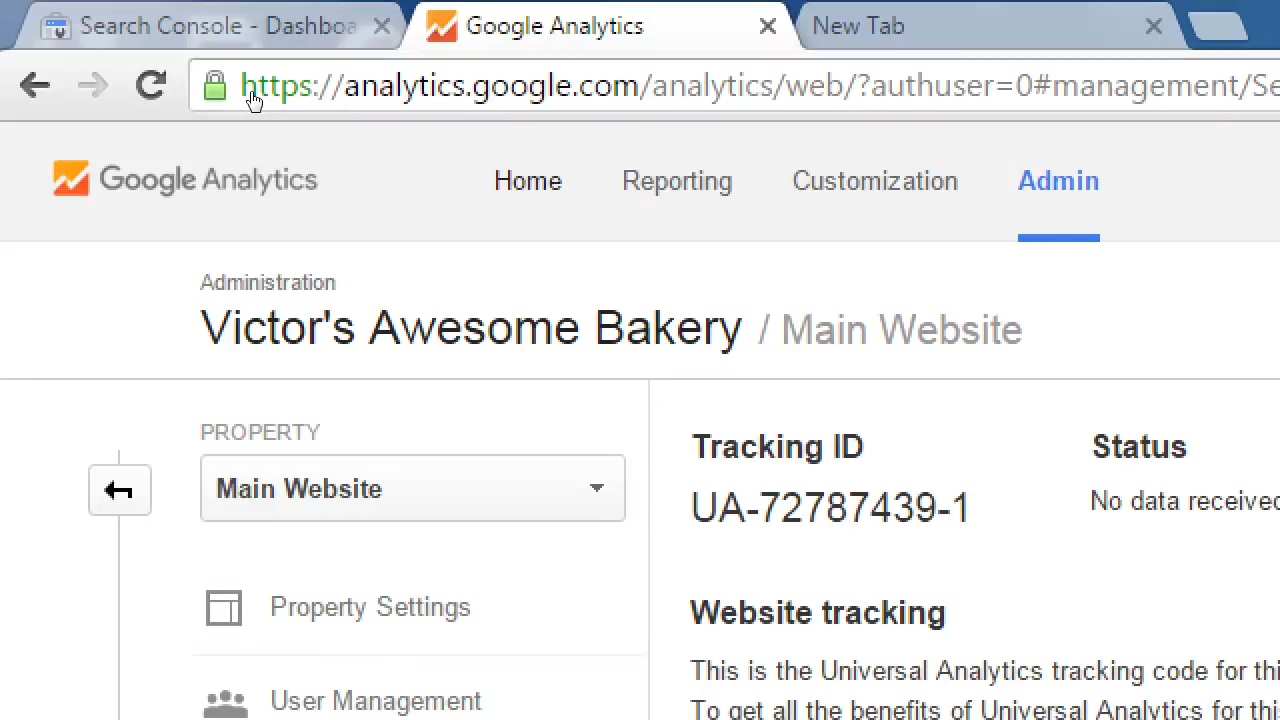 Search Console - Dashboa
Google Analytics
New Tab
https://analytics.google.com/analytics/web/?authuser=0#management/Se
Google Analytics
Home
Reporting
Customization
Admin
Administration
Victor's Awesome Bakery / Main Website
PROPERTY
Main Website
Property Settings
User Management
Tracking ID
UA-72787439-1
Status
No data received
Website tracking
This is the Universal Analytics tracking code for thi
To get all the benefits of Universal Analytics for this